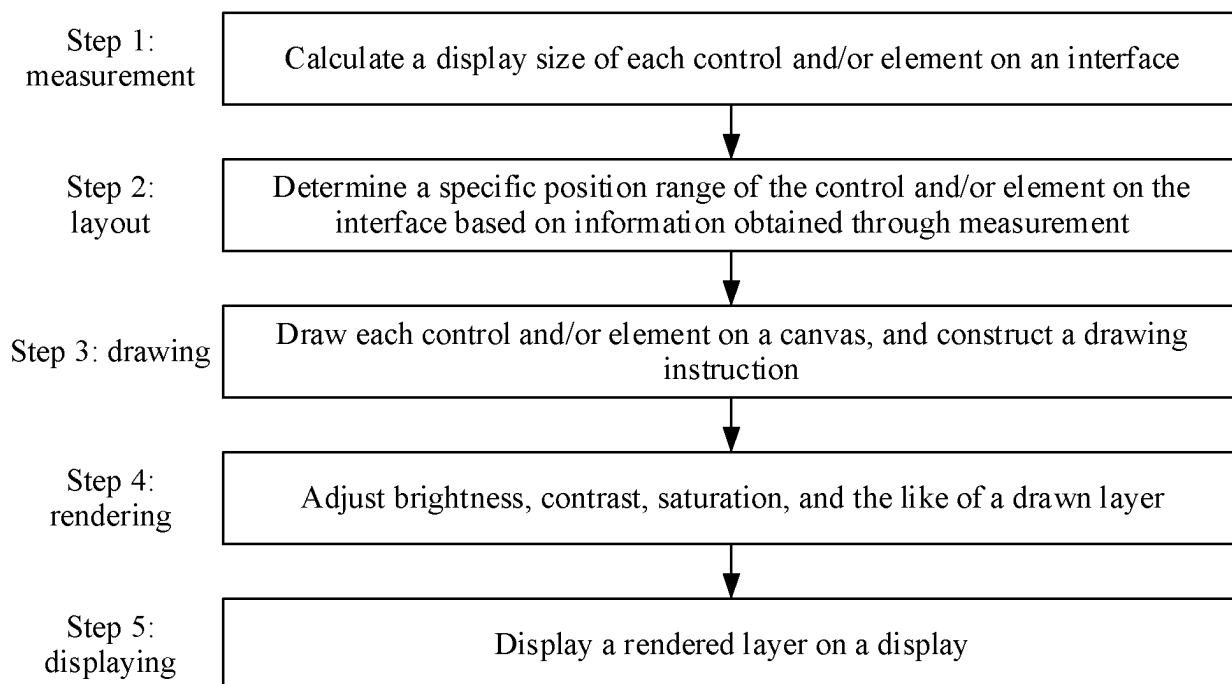 Step 1:
measurement
Calculate a display size of each control and/or element on an interface
Step 2:
layout
Determine a specific position range of the control and/or element on the
interface based on information obtained through measurement
Step 3: drawing
Draw each control and/or element on a canvas, and construct a drawing
instruction
Step 4:
rendering
Adjust brightness, contrast, saturation, and the like of a drawn layer
Step 5:
displaying
Display a rendered layer on a display